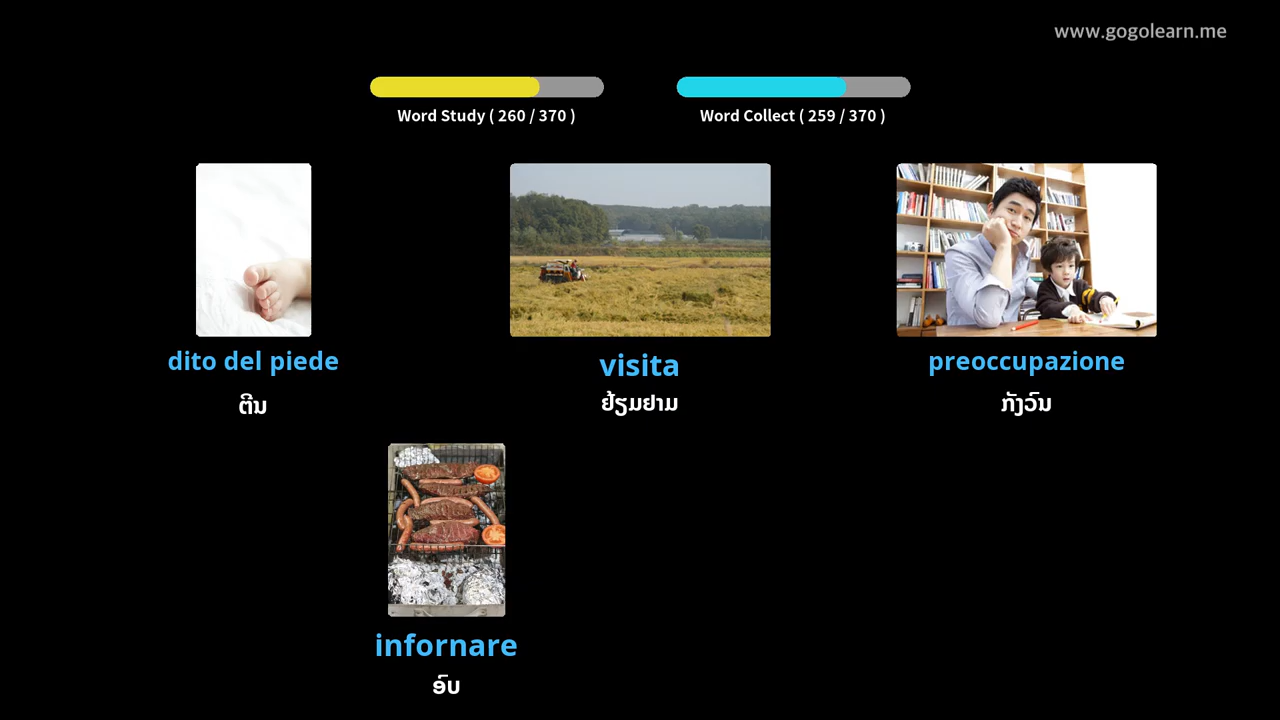 www.gogolearn.me
Word Study ( 260 / 370 )
Word Collect ( 259 / 370 )
dito del piede
ຕີນ
visita
ຢ້ຽມຢາມ
preoccupazione
ກັງວົນ
infornare
ອົບ